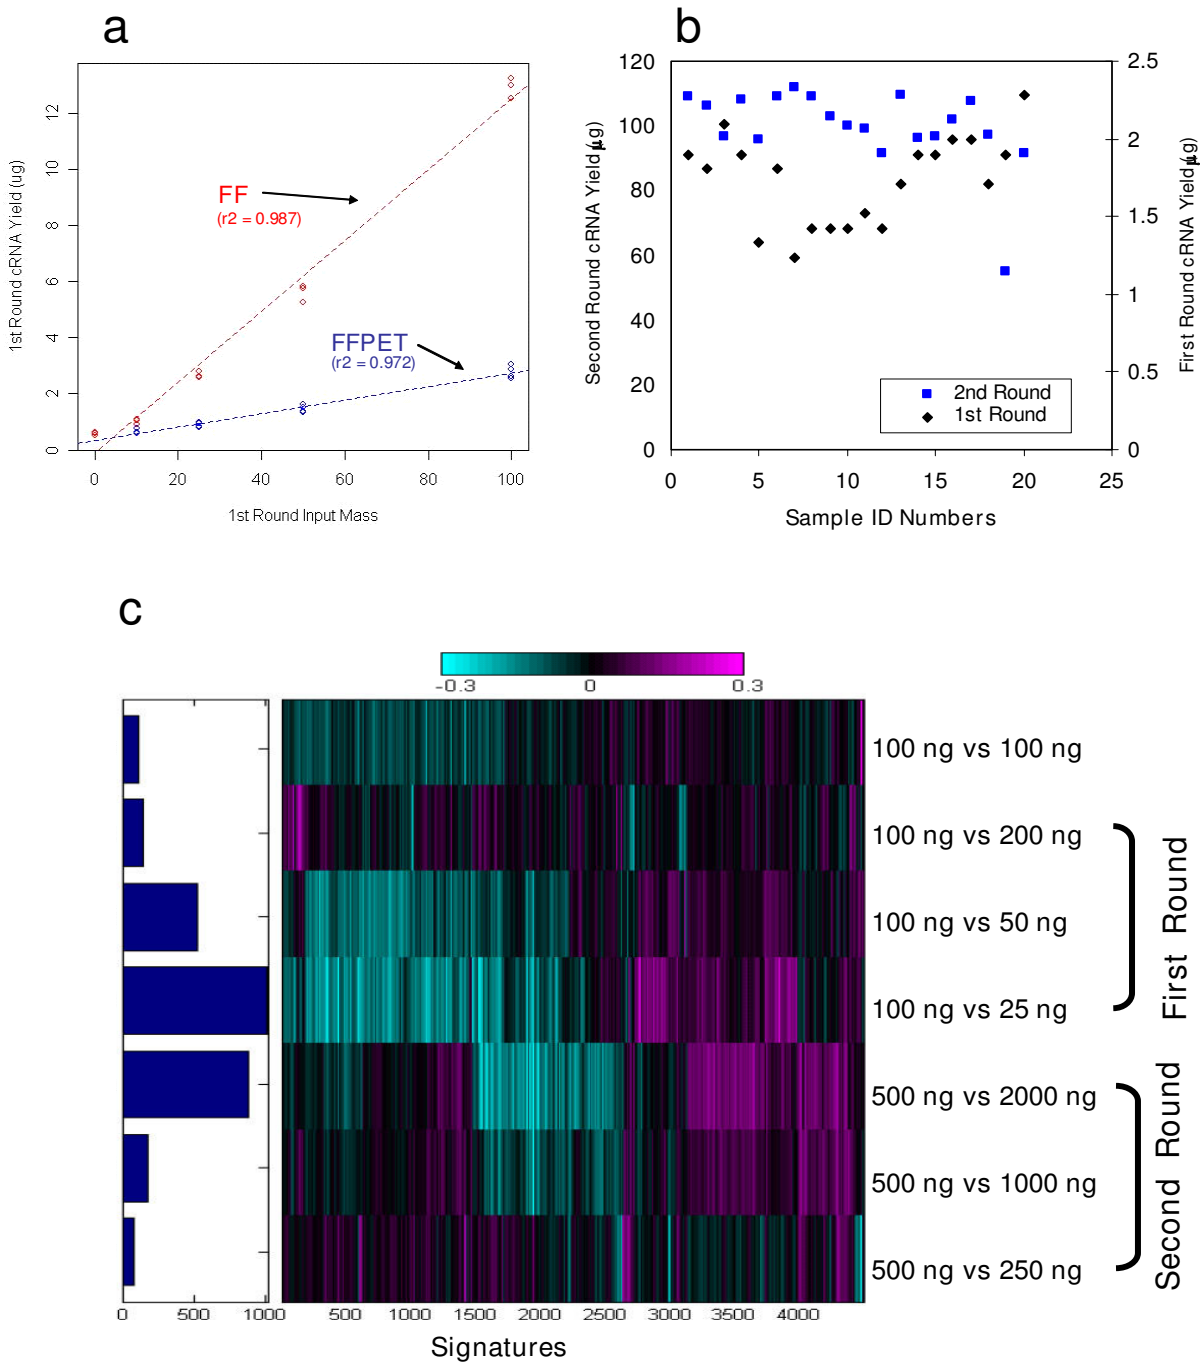 a
1st Round cRNA Yield (ug)
12
10
8
6
4
2
0
FF
(r2 = 0.987)
FFPET
(r2 = 0.972)
0 20 40 60 80 100
1st Round Input Mass
b
Second Round cRNA Yield (µg)
120
100
80
60
40
20
0
2.5
2
1.5
1
0.5
0
First Round cRNA Yield (µg)
2nd Round
1st Round
0 5 10 15 20 25
Sample ID Numbers
c
-0.3 0 0.3
100 ng vs 100 ng
100 ng vs 200 ng
100 ng vs 50 ng
100 ng vs 25 ng
500 ng vs 2000 ng
500 ng vs 1000 ng
500 ng vs 250 ng
First Round
Second Round
0 500 1000
500 1000 1500 2000 2500 3000 3500 4000
Signatures